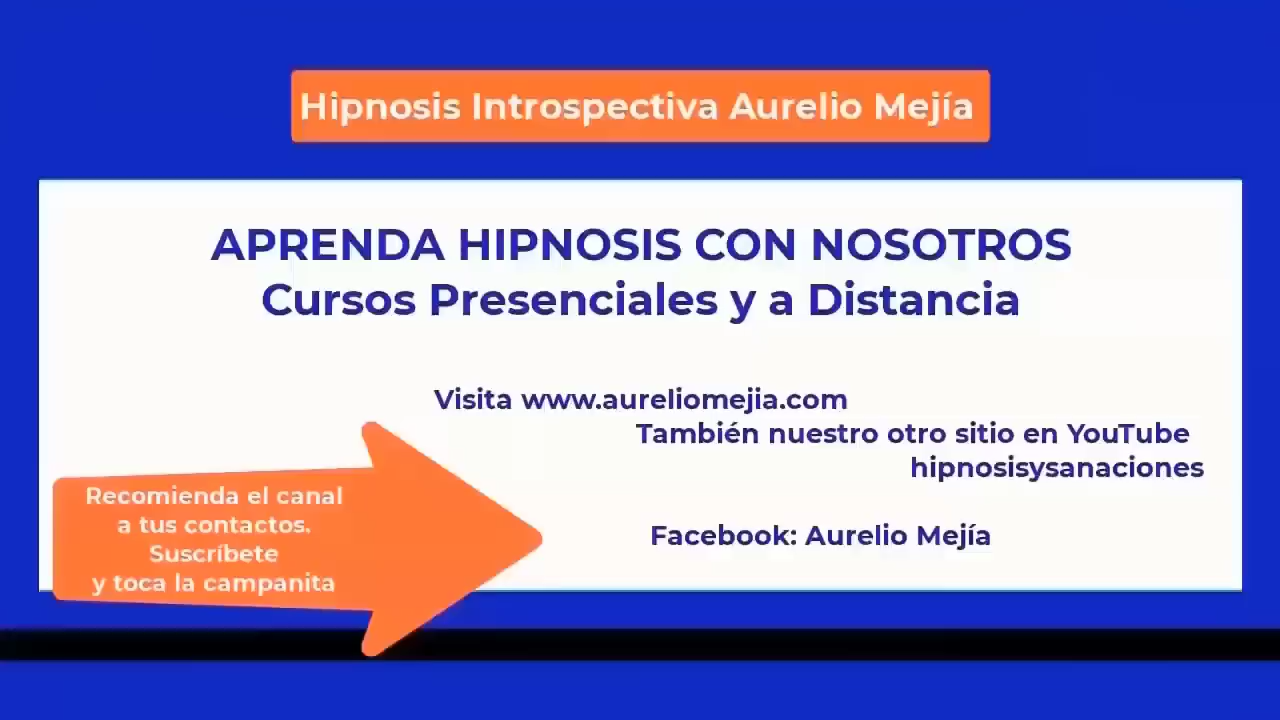 Hipnosis Introspectiva Aurelio Mejía
APRENDA HIPNOSIS CON NOSOTROS
Cursos Presenciales y a Distancia
Visita www.aureliomejia.com
También nuestro otro sitio en YouTube
hipnosisysanaciones
Recomienda el canal
a tus contactos.
Suscríbete
y toca la campanita
Facebook: Aurelio Mejía